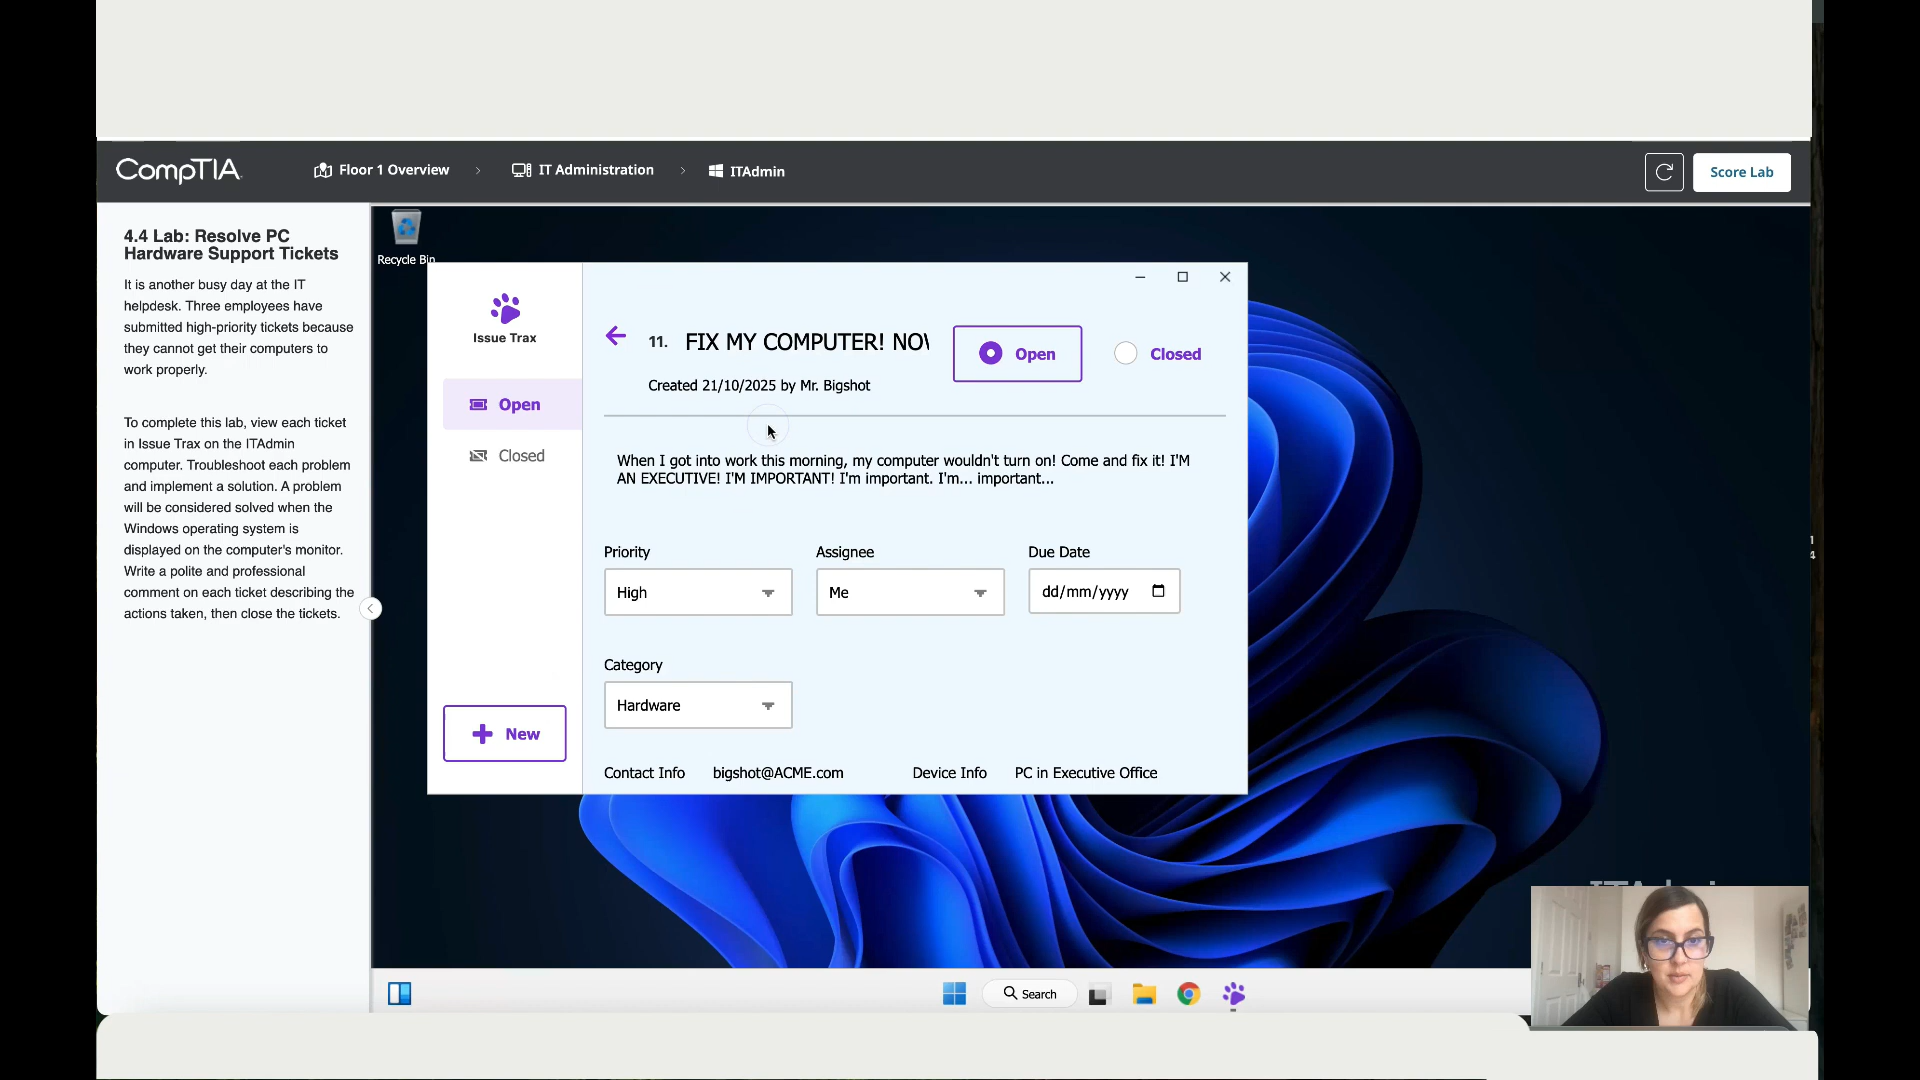 CompTIA.
Floor 1 Overview
IT Administration
ITAdmin
Score Lab
4.4 Lab: Resolve PC
Hardware Support Tickets
It is another busy day at the IT
helpdesk. Three employees have
submitted high-priority tickets because
they cannot get their computers to
work properly.
To complete this lab, view each ticket
in Issue Trax on the ITAdmin
computer. Troubleshoot each problem
and implement a solution. A problem
will be considered solved when the
Windows operating system is
displayed on the computer's monitor.
Write a polite and professional
comment on each ticket describing the
actions taken, then close the tickets.
Recycle Bin
Issue Trax
Open
Closed
New
11. FIX MY COMPUTER! NOW
Open
Closed
Created 21/10/2025 by Mr. Bigshot
When I got into work this morning, my computer wouldn't turn on! Come and fix it! I'M
AN EXECUTIVE! I'M IMPORTANT! I'm important. I'm... important...
Priority
Assignee
Due Date
High
Me
dd/mm/yyyy
Category
Hardware
Contact Info bigshot@ACME.com Device Info PC in Executive Office
Search